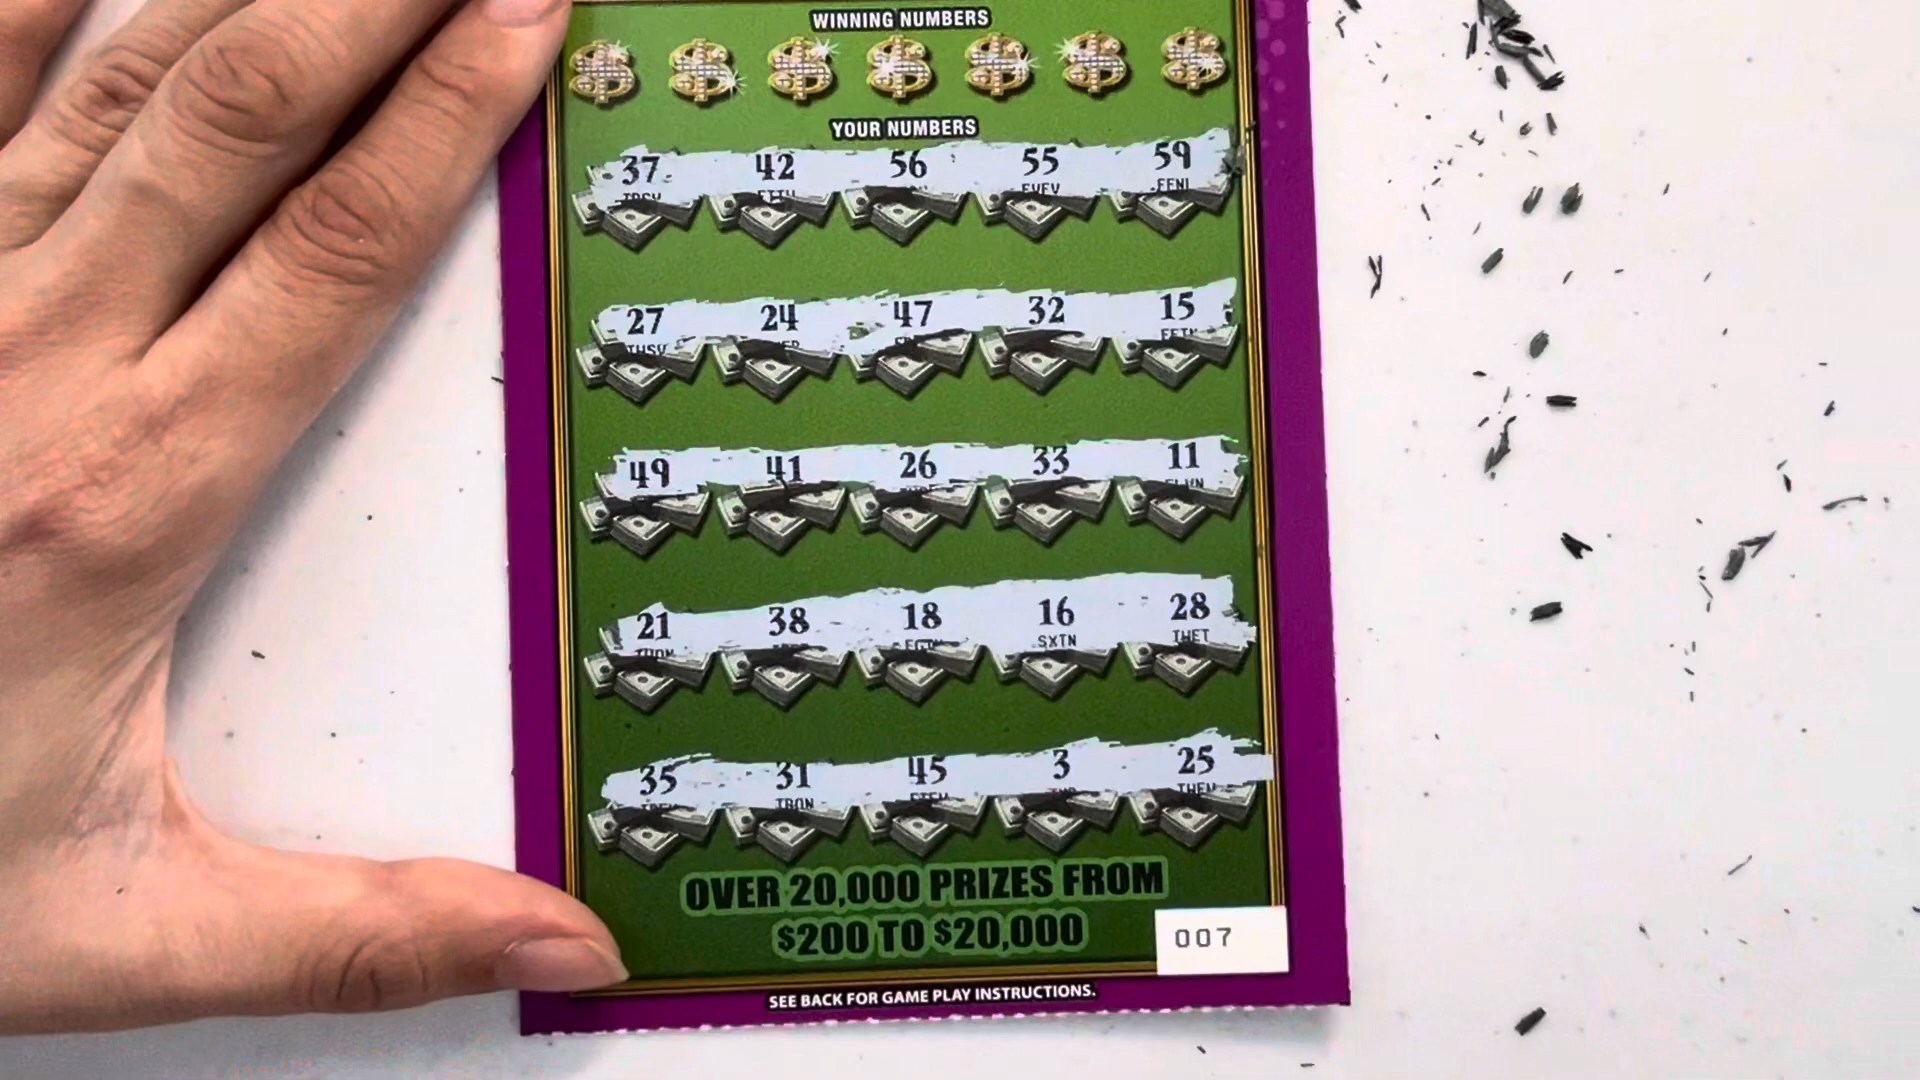 WINNING NUMBERS
YOUR NUMBERS
37 42 56 55 59
27 24 47 32 15
49 41 26 33 11
21 38 18 16 28
SXTN THET
35 31 45 3 25
OVER 20,000 PRIZES FROM
$200 TO $20,000
007
SEE BACK FOR GAME PLAY INSTRUCTIONS.